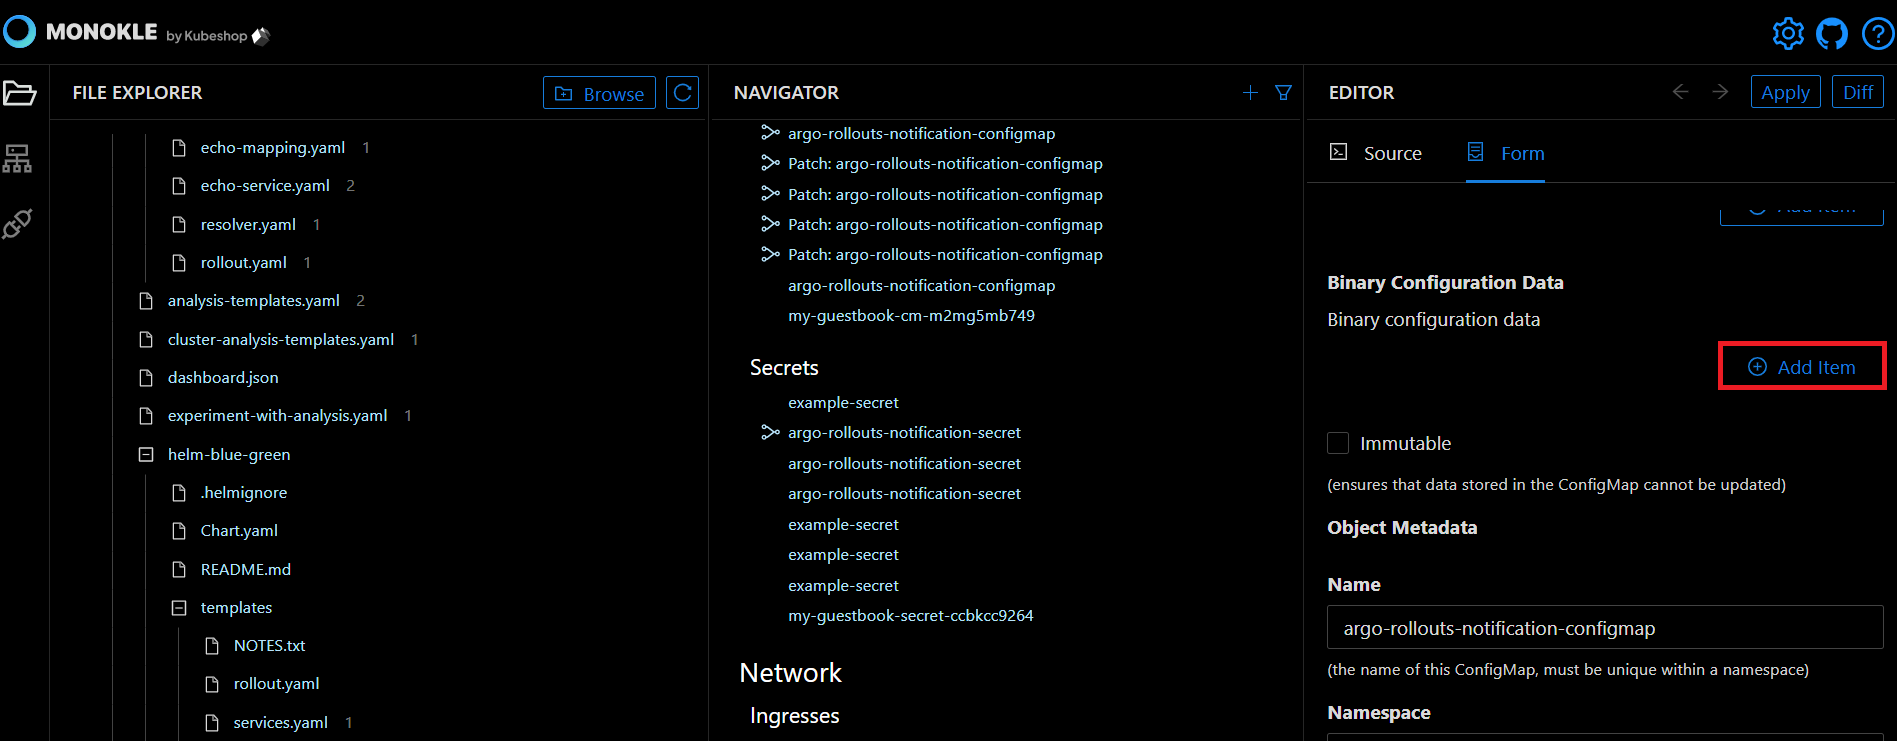 MONOKLE by Kubeshop
FILE EXPLORER
Browse
echo-mapping.yaml 1
echo-service.yaml 2
resolver.yaml 1
rollout.yaml 1
analysis-templates.yaml 2
cluster-analysis-templates.yaml 1
dashboard.json
experiment-with-analysis.yaml 1
helm-blue-green
.helmignore
Chart.yaml
README.md
templates
NOTES.txt
rollout.yaml
services.yaml 1
NAVIGATOR
argo-rollouts-notification-configmap
Patch: argo-rollouts-notification-configmap
Patch: argo-rollouts-notification-configmap
Patch: argo-rollouts-notification-configmap
Patch: argo-rollouts-notification-configmap
argo-rollouts-notification-configmap
my-guestbook-cm-m2mg5mb749
Secrets
example-secret
argo-rollouts-notification-secret
argo-rollouts-notification-secret
argo-rollouts-notification-secret
example-secret
example-secret
example-secret
my-guestbook-secret-ccbkcc9264
Network
Ingresses
EDITOR
Apply
Diff
Source
Form
Add Item
Binary Configuration Data
Binary configuration data
Add Item
Immutable
(ensures that data stored in the ConfigMap cannot be updated)
Object Metadata
Name
argo-rollouts-notification-configmap
(the name of this ConfigMap, must be unique within a namespace)
Namespace